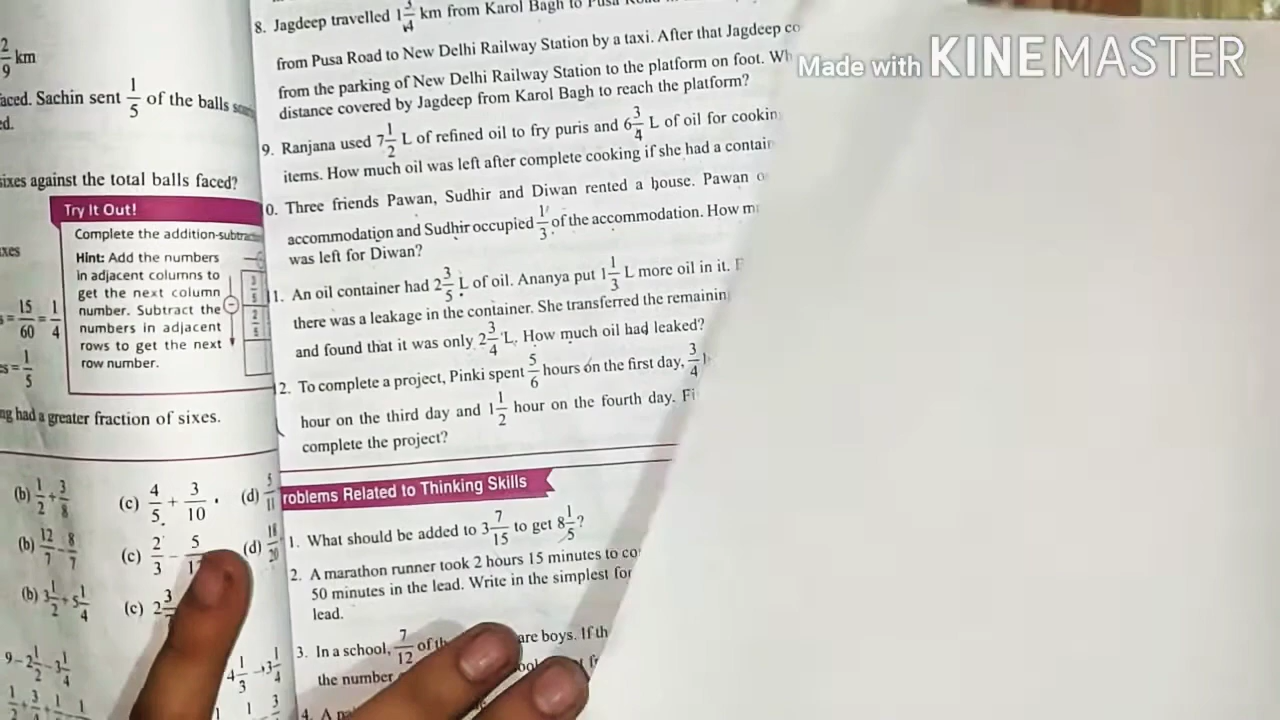 Made with KINEMASTER
2/9 km
aced. Sachin sent 1/5 of the balls
ed.
sixes against the total balls faced?
Try It Out!
Complete the addition-subtrac
Hint: Add the numbers
in adjacent columns to
get the next column
number. Subtract the
numbers in adjacent
rows to get the next
row number.
3/5
2/5
xes
s = 15/60 = 1/4
es = 1/5
ng had a greater fraction of sixes.
(b) 1/2 + 3/8 (c) 4/5 + 3/10 (d) 5/11
(b) 12/7 - 8/7 (c) 2/3 - 5/ (d) 18/20
(b) 3 1/2 + 5 1/4 (c) 2 3/
9 - 2 1/2 - 3 1/4 4 1/3 → 3 1/4
8. Jagdeep travelled 1 3/4 km from Karol Bagh to Pusa Road
from Pusa Road to New Delhi Railway Station by a taxi. After that Jagdeep co
from the parking of New Delhi Railway Station to the platform on foot. Wh
distance covered by Jagdeep from Karol Bagh to reach the platform?
9. Ranjana used 7 1/2 L of refined oil to fry puris and 6 3/4 L of oil for cookin
items. How much oil was left after complete cooking if she had a contain
0. Three friends Pawan, Sudhir and Diwan rented a house. Pawan o
accommodation and Sudhir occupied 1/3 of the accommodation. How m
was left for Diwan?
11. An oil container had 2 3/5 L of oil. Ananya put 1 1/3 L more oil in it. E
there was a leakage in the container. She transferred the remainin
and found that it was only 2 3/4 L. How much oil had leaked?
2. To complete a project, Pinki spent 5/6 hours on the first day, 3/4
hour on the third day and 1 1/2 hour on the fourth day. Fi
complete the project?
roblems Related to Thinking Skills
1. What should be added to 3 7/15 to get 8 1/5?
2. A marathon runner took 2 hours 15 minutes to co
50 minutes in the lead. Write in the simplest for
lead.
3. In a school, 7/12 of th are boys. If th
the number
4. A